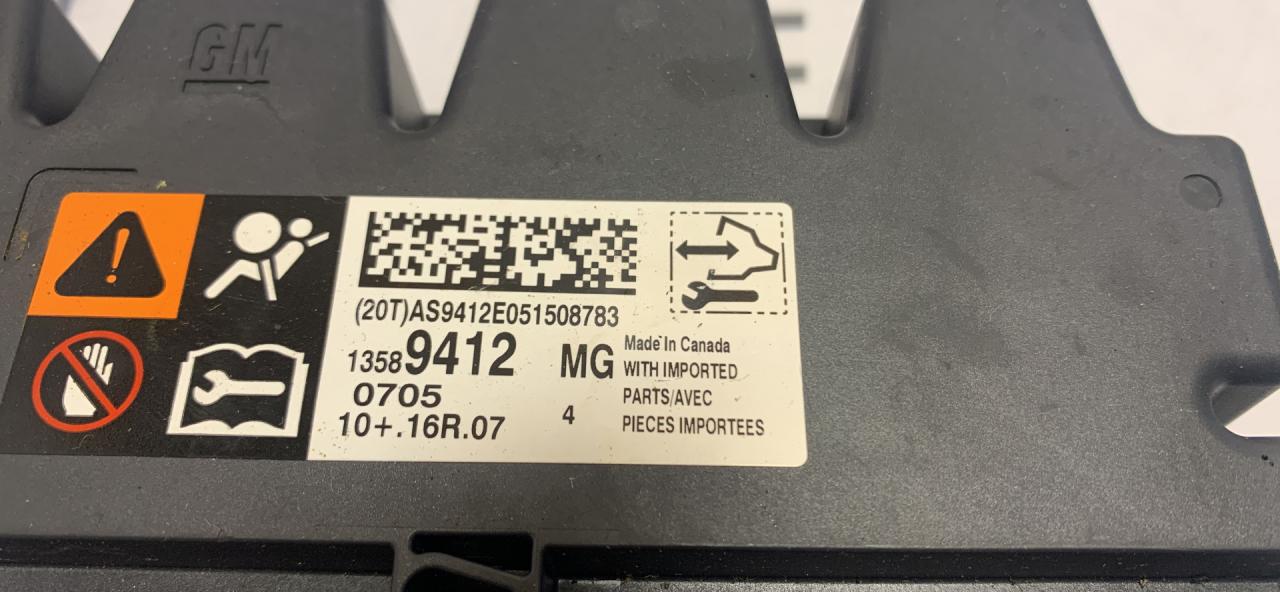 GM
(20T)AS9412E051508783
13589412 MG
0705
10+.16R.07 4
Made In Canada
WITH IMPORTED
PARTS/AVEC
PIECES IMPORTEES